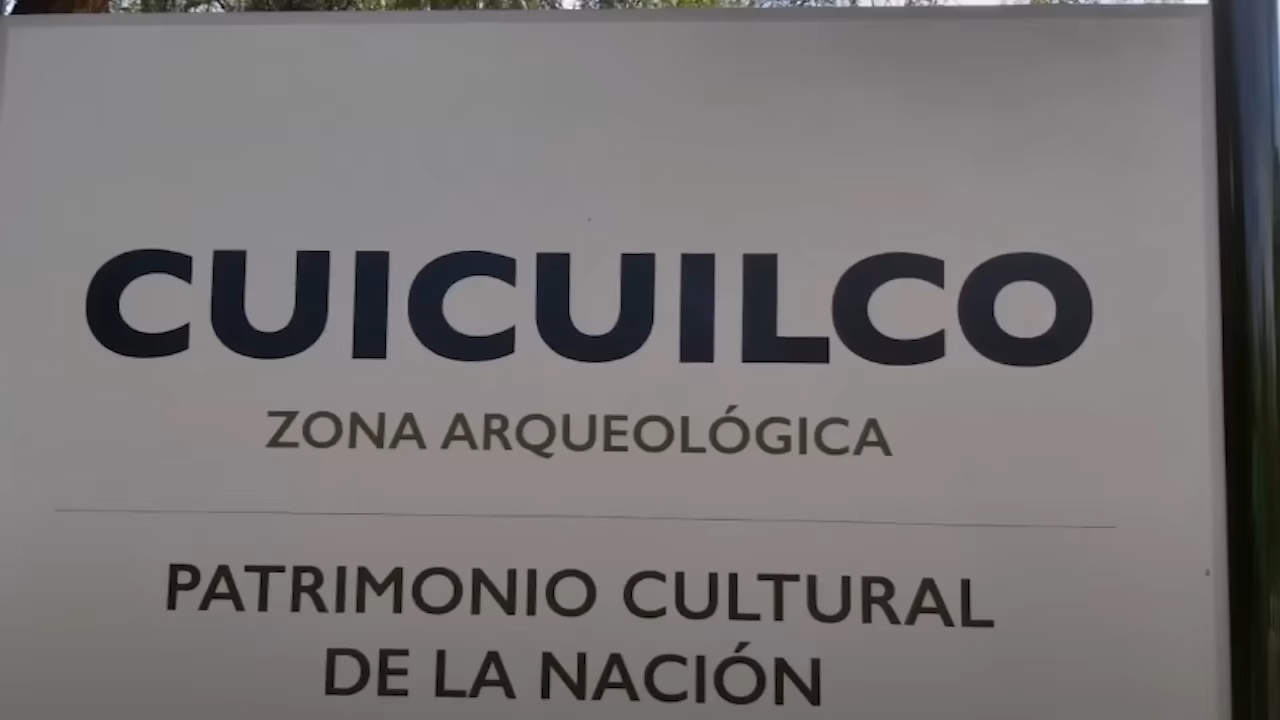 CUICUILCO
ZONA ARQUEOLÓGICA
PATRIMONIO CULTURAL
DE LA NACIÓN